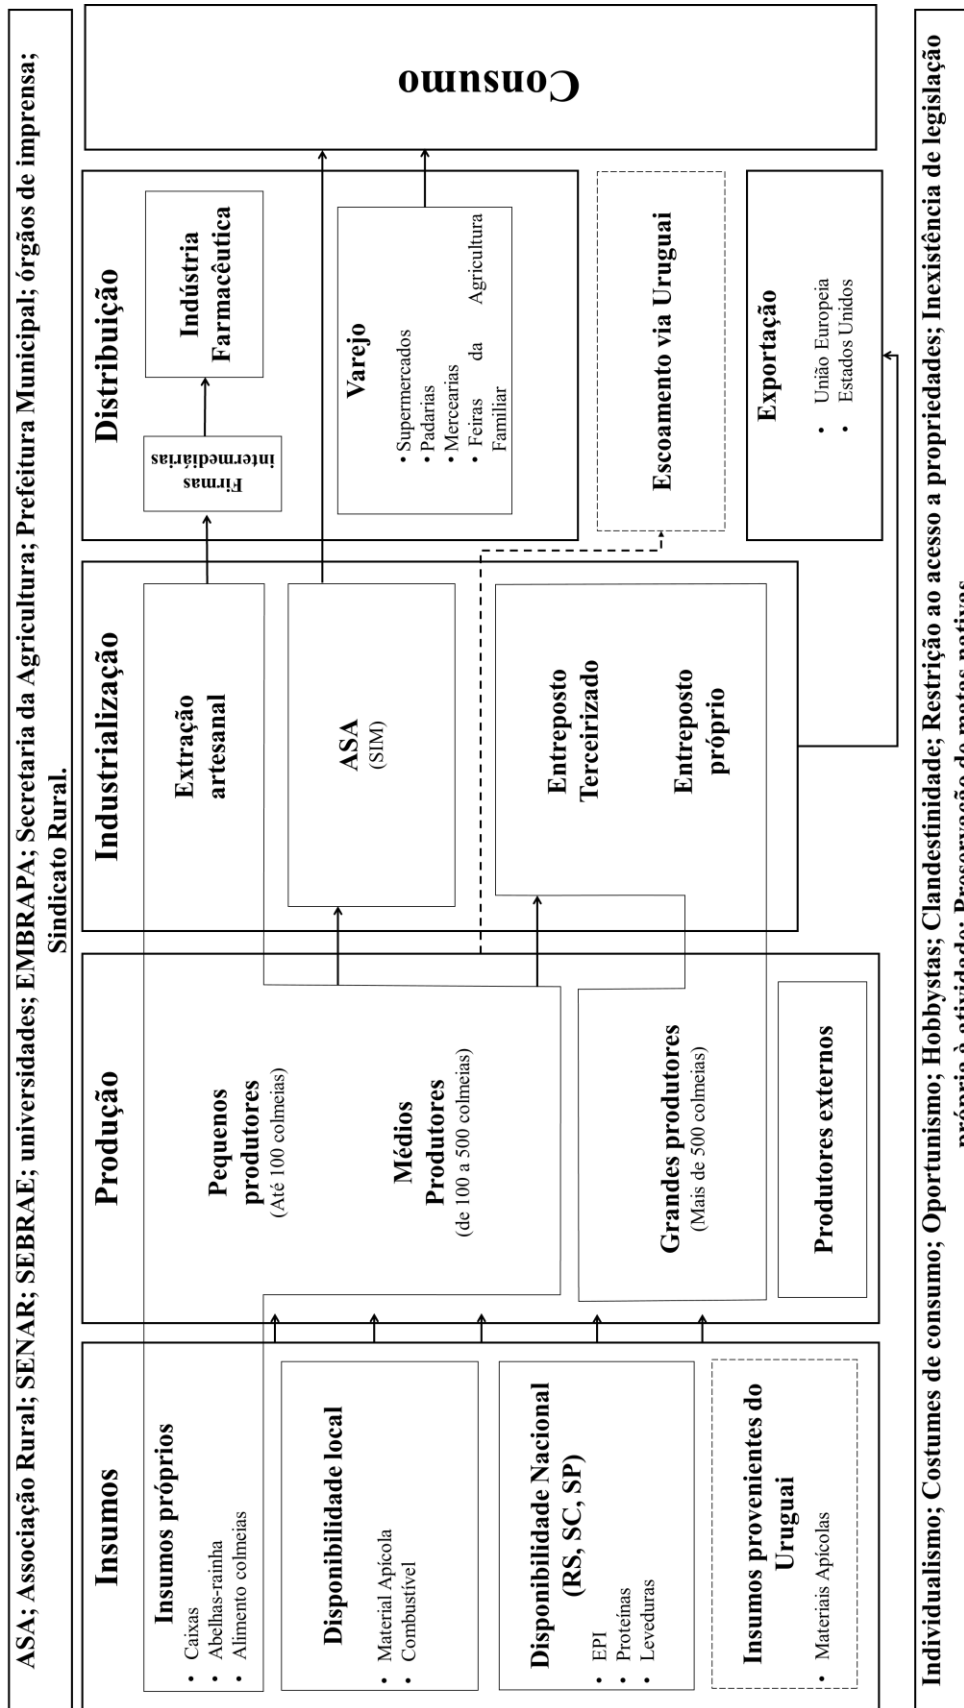 ASA; Associação Rural; SENAR; SEBRAE; universidades; EMBRAPA; Secretaria da Agricultura; Prefeitura Municipal; órgãos de imprensa;
Sindicato Rural.
Insumos
Insumos próprios
• Caixas
• Abelhas-rainha
• Alimento colmeias
Disponibilidade local
• Material Apícola
• Combustível
Disponibilidade Nacional
(RS, SC, SP)
• EPI
• Proteínas
• Leveduras
Insumos provenientes do
Uruguai
• Materiais Apícolas
Produção
Pequenos
produtores
(Até 100 colmeias)
Médios
Produtores
(de 100 a 500 colmeias)
Grandes produtores
(Mais de 500 colmeias)
Produtores externos
Industrialização
Extração
artesanal
ASA
(SIM)
Entreposto
Terceirizado
Entreposto
próprio
Distribuição
Firmas
intermediárias
Indústria
Farmacêutica
Varejo
• Supermercados
• Padarias
• Mercearias
• Feiras da Agricultura
Familiar
Escoamento via Uruguai
Exportação
• União Europeia
• Estados Unidos
Consumo
Individualismo; Costumes de consumo; Oportunismo; Hobbystas; Clandestinidade; Restrição ao acesso a propriedades; Inexistência de legislação
própria à atividade; Preservação de matas nativas